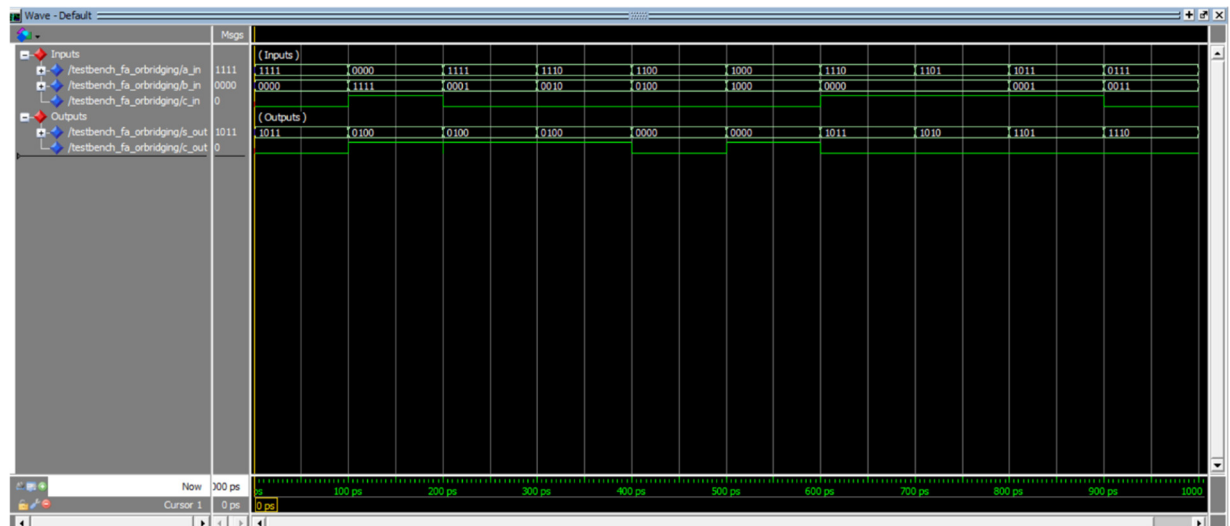 Wave - Default
Msgs
Inputs (Inputs)
/testbench_fa_orbridging/a_in 1111 1111 0000 1111 1110 1100 1000 1110 1101 1011 0111
/testbench_fa_orbridging/b_in 0000 0000 1111 0001 0010 0100 1000 0000 0001 0011
/testbench_fa_orbridging/c_in 0
Outputs (Outputs)
/testbench_fa_orbridging/s_out 1011 1011 0100 0100 0100 0000 0000 1011 1010 1101 1110
/testbench_fa_orbridging/c_out 0
Now 000 ps ps 100 ps 200 ps 300 ps 400 ps 500 ps 600 ps 700 ps 800 ps 900 ps 1000
Cursor 1 0 ps 0 ps